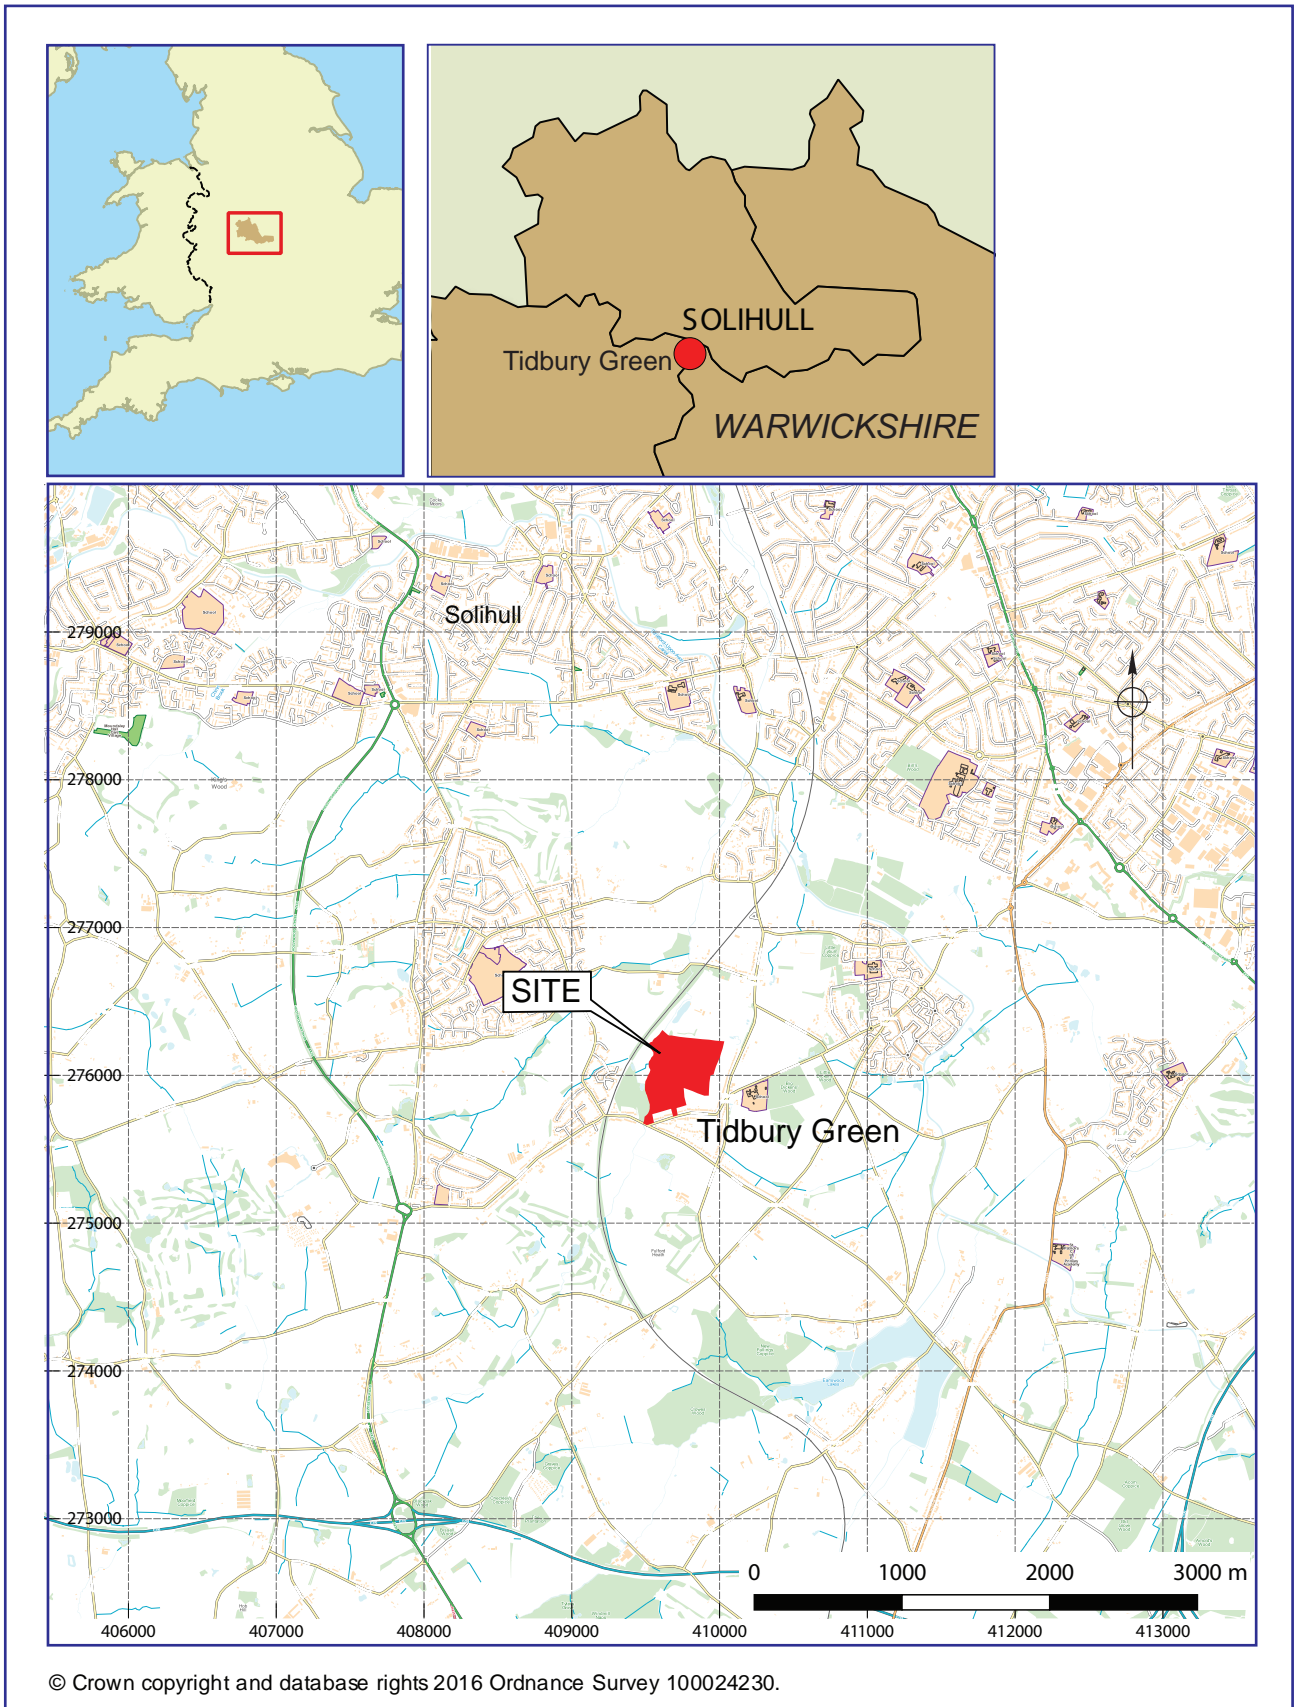 SOLIHULL
Tidbury Green
WARWICKSHIRE
Solihull
279000
278000
277000
SITE
276000
Tidbury Green
275000
274000
273000
0 1000 2000 3000 m
406000 407000 408000 409000 410000 411000 412000 413000
© Crown copyright and database rights 2016 Ordnance Survey 100024230.